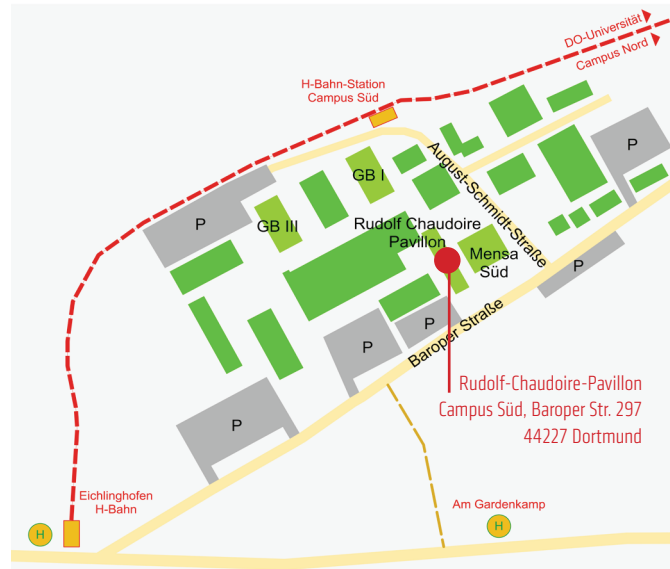 DO-Universität
Campus Nord
H-Bahn-Station
Campus Süd
P
GB I
August-Schmidt-Straße
P
GB III
Rudolf Chaudoire
Pavillon
Mensa
Süd
P
P
P
Baroper Straße
P
Rudolf-Chaudoire-Pavillon
Campus Süd, Baroper Str. 297
44227 Dortmund
Eichlinghofen
H-Bahn
H
Am Gardenkamp
H